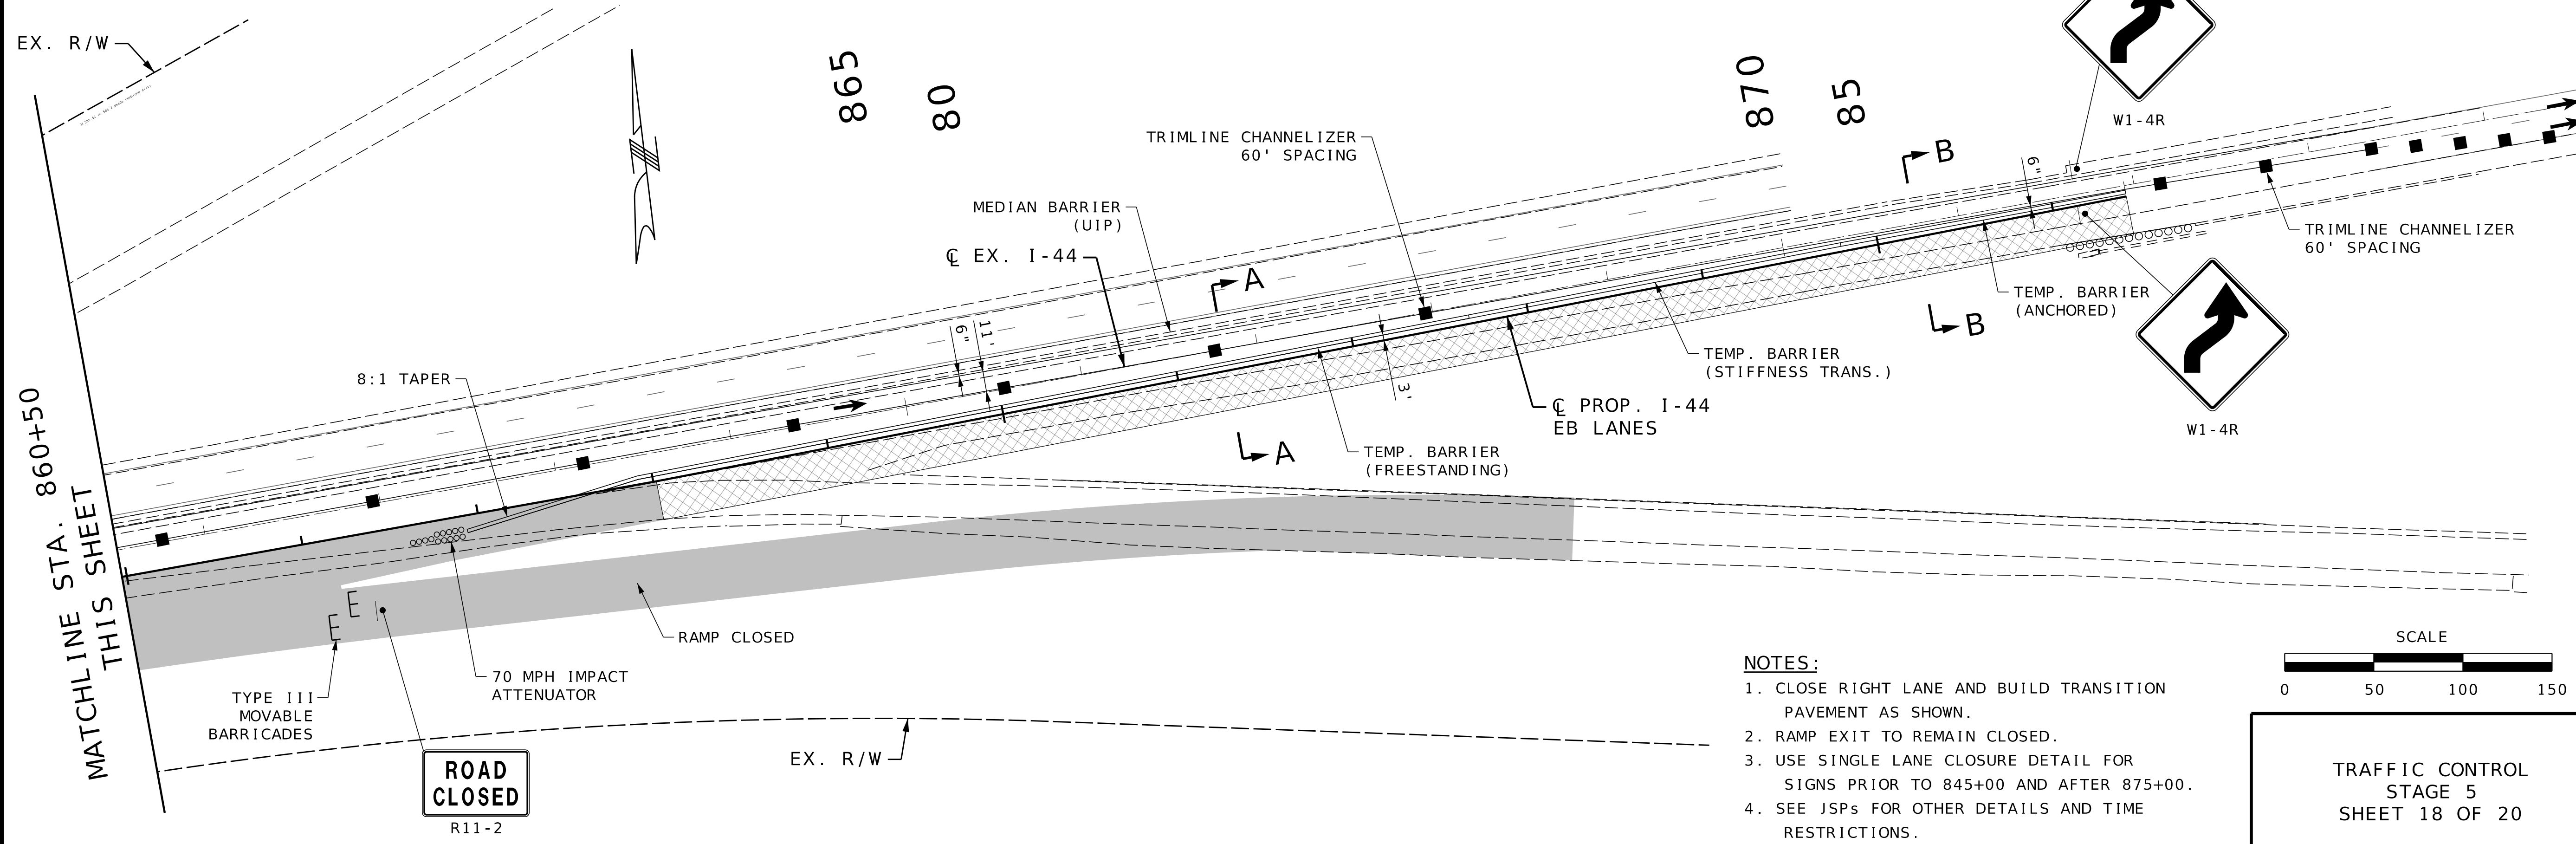 EX. R/W
865
80
870
85
W1-4R
TRIMLINE CHANNELIZER
60' SPACING
B
6"
MEDIAN BARRIER
(UIP)
℄ EX. I-44
A
TRIMLINE CHANNELIZER
60' SPACING
6"
11'
TEMP. BARRIER
(ANCHORED)
B
8:1 TAPER
TEMP. BARRIER
(STIFFNESS TRANS.)
3'
℄ PROP. I-44
EB LANES
W1-4R
A
TEMP. BARRIER
(FREESTANDING)
MATCHLINE STA. 860+50
THIS SHEET
RAMP CLOSED
70 MPH IMPACT
ATTENUATOR
TYPE III
MOVABLE
BARRICADES
EX. R/W
ROAD
CLOSED
R11-2
NOTES:
1. CLOSE RIGHT LANE AND BUILD TRANSITION
PAVEMENT AS SHOWN.
2. RAMP EXIT TO REMAIN CLOSED.
3. USE SINGLE LANE CLOSURE DETAIL FOR
SIGNS PRIOR TO 845+00 AND AFTER 875+00.
4. SEE JSPs FOR OTHER DETAILS AND TIME
RESTRICTIONS.
SCALE
0 50 100 150
TRAFFIC CONTROL
STAGE 5
SHEET 18 OF 20